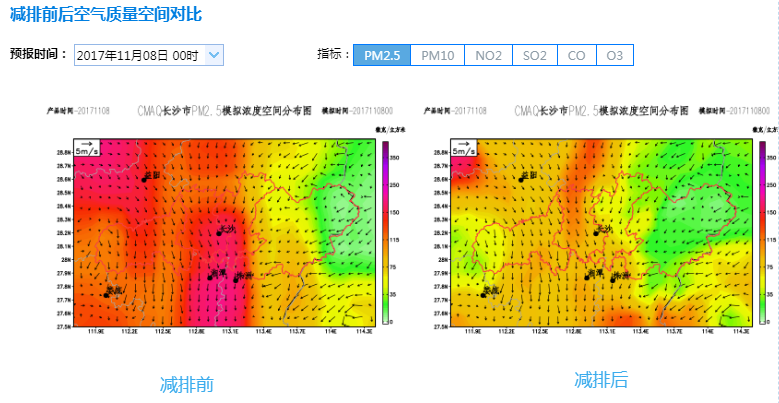 减排前后空气质量空间对比
预报时间： 2017年11月08日 00时 指标： PM2.5 PM10 NO2 SO2 CO O3
产品时间-20171108 CMAQ长沙市PM2.5模拟浓度空间分布图 模拟时间-2017110800
微克/立方米
5m/s
28.8N
28.7N
28.6N
28.5N
28.4N
28.3N
28.2N
28.1N
28N
27.9N
27.8N
27.7N
27.6N
27.5N
益阳
长沙
湘潭
株洲
娄底
350
250
150
115
75
35
0
111.9E 112.2E 112.5E 112.8E 113.1E 113.4E 113.7E 114E 114.3E
减排前
产品时间-20171108 CMAQ长沙市PM2.5模拟浓度空间分布图 模拟时间-2017110800
微克/立方米
5m/s
28.8N
28.7N
28.6N
28.5N
28.4N
28.3N
28.2N
28.1N
28N
27.9N
27.8N
27.7N
27.6N
27.5N
益阳
长沙
湘潭
株洲
娄底
350
250
150
115
75
35
0
111.9E 112.2E 112.5E 112.8E 113.1E 113.4E 113.7E 114E 114.3E
减排后